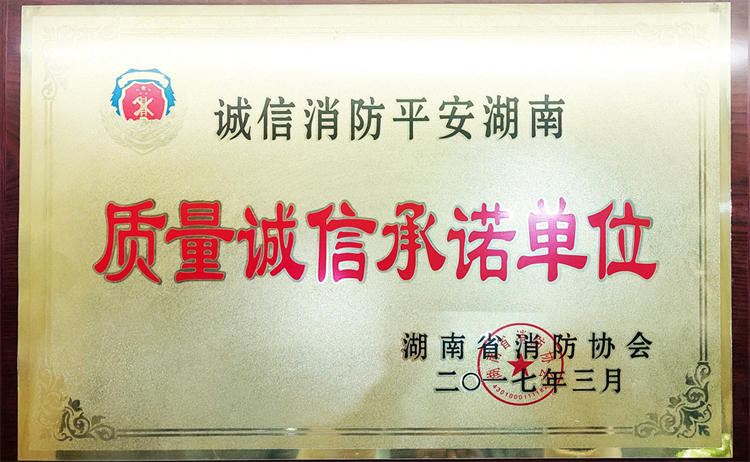 诚信消防平安湖南
质量诚信承诺单位
湖南省消防协会
二〇一七年三月